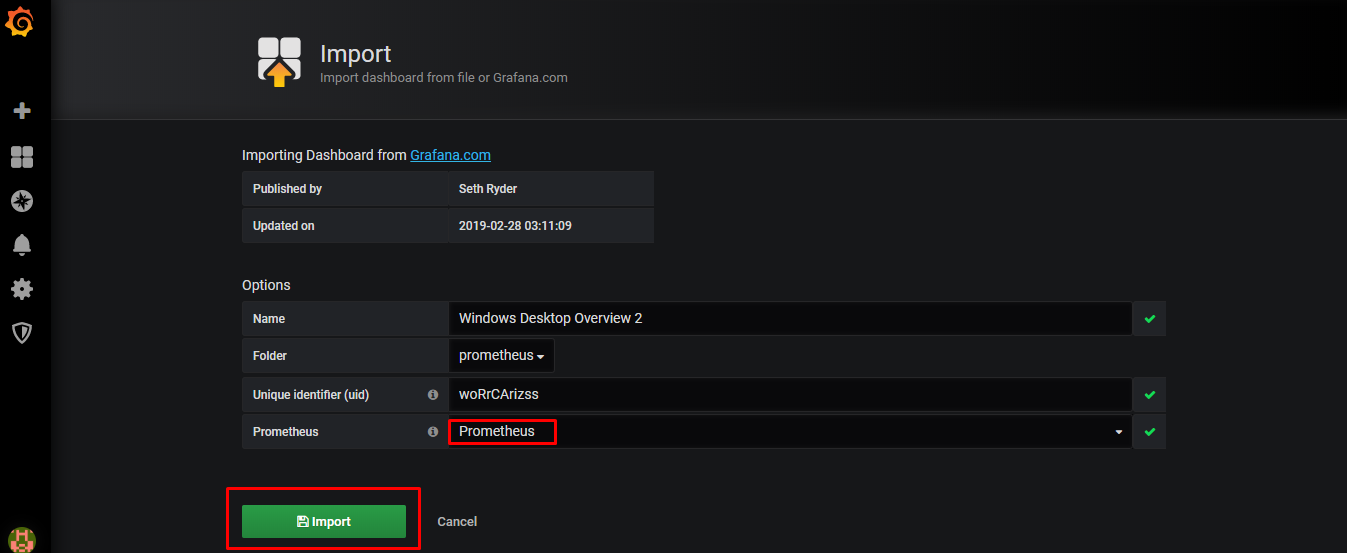 Import
Import dashboard from file or Grafana.com
Importing Dashboard from Grafana.com
Published by Seth Ryder
Updated on 2019-02-28 03:11:09
Options
Name Windows Desktop Overview 2
Folder prometheus
Unique identifier (uid) woRrCArizss
Prometheus Prometheus
Import Cancel